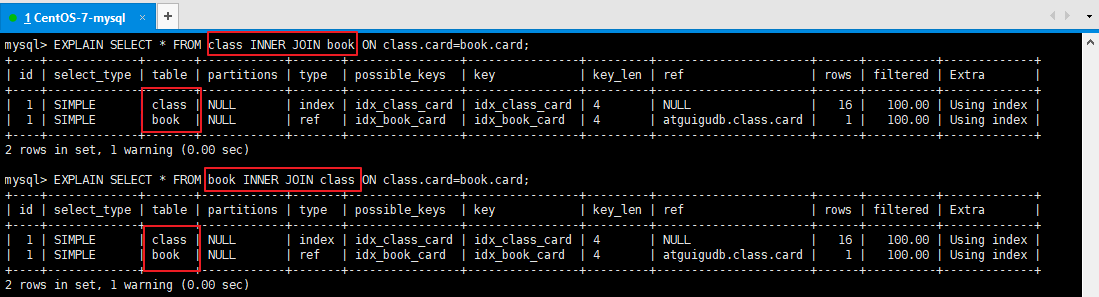 1 CentOS-7-mysql × +
mysql> EXPLAIN SELECT * FROM class INNER JOIN book ON class.card=book.card;
+----+-------------+-------+------------+-------+----------------+----------------+---------+----------------------+------+----------+-------------+
| id | select_type | table | partitions | type  | possible_keys  | key            | key_len | ref                  | rows | filtered | Extra       |
+----+-------------+-------+------------+-------+----------------+----------------+---------+----------------------+------+----------+-------------+
|  1 | SIMPLE      | class | NULL       | index | idx_class_card | idx_class_card | 4       | NULL                 |   16 |   100.00 | Using index |
|  1 | SIMPLE      | book  | NULL       | ref   | idx_book_card  | idx_book_card  | 4       | atguigudb.class.card |    1 |   100.00 | Using index |
+----+-------------+-------+------------+-------+----------------+----------------+---------+----------------------+------+----------+-------------+
2 rows in set, 1 warning (0.00 sec)
mysql> EXPLAIN SELECT * FROM book INNER JOIN class ON class.card=book.card;
+----+-------------+-------+------------+-------+----------------+----------------+---------+----------------------+------+----------+-------------+
| id | select_type | table | partitions | type  | possible_keys  | key            | key_len | ref                  | rows | filtered | Extra       |
+----+-------------+-------+------------+-------+----------------+----------------+---------+----------------------+------+----------+-------------+
|  1 | SIMPLE      | class | NULL       | index | idx_class_card | idx_class_card | 4       | NULL                 |   16 |   100.00 | Using index |
|  1 | SIMPLE      | book  | NULL       | ref   | idx_book_card  | idx_book_card  | 4       | atguigudb.class.card |    1 |   100.00 | Using index |
+----+-------------+-------+------------+-------+----------------+----------------+---------+----------------------+------+----------+-------------+
2 rows in set, 1 warning (0.00 sec)